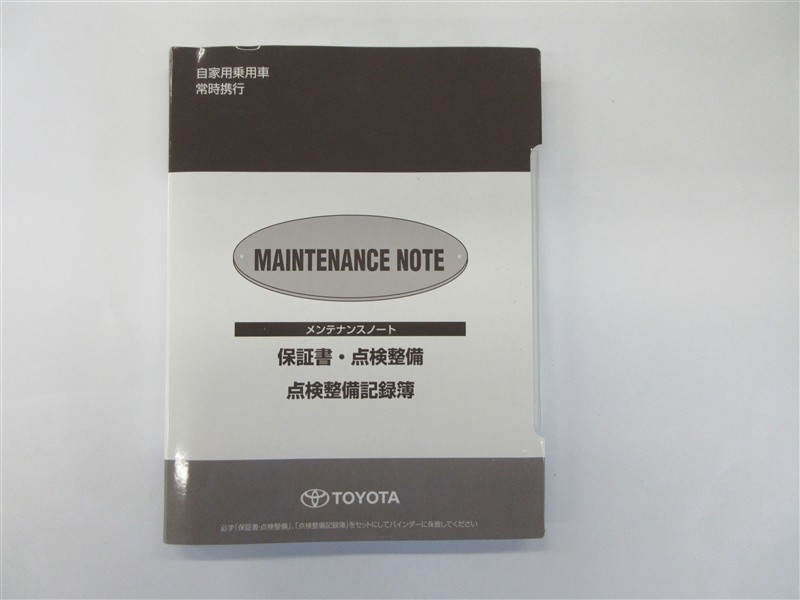 自家用乗用車
常時携行
MAINTENANCE NOTE
メンテナンスノート
保証書・点検整備
点検整備記録簿
TOYOTA
必ず「保証書・点検整備」、「点検整備記録簿」をセットにしてバインダーに保管してください